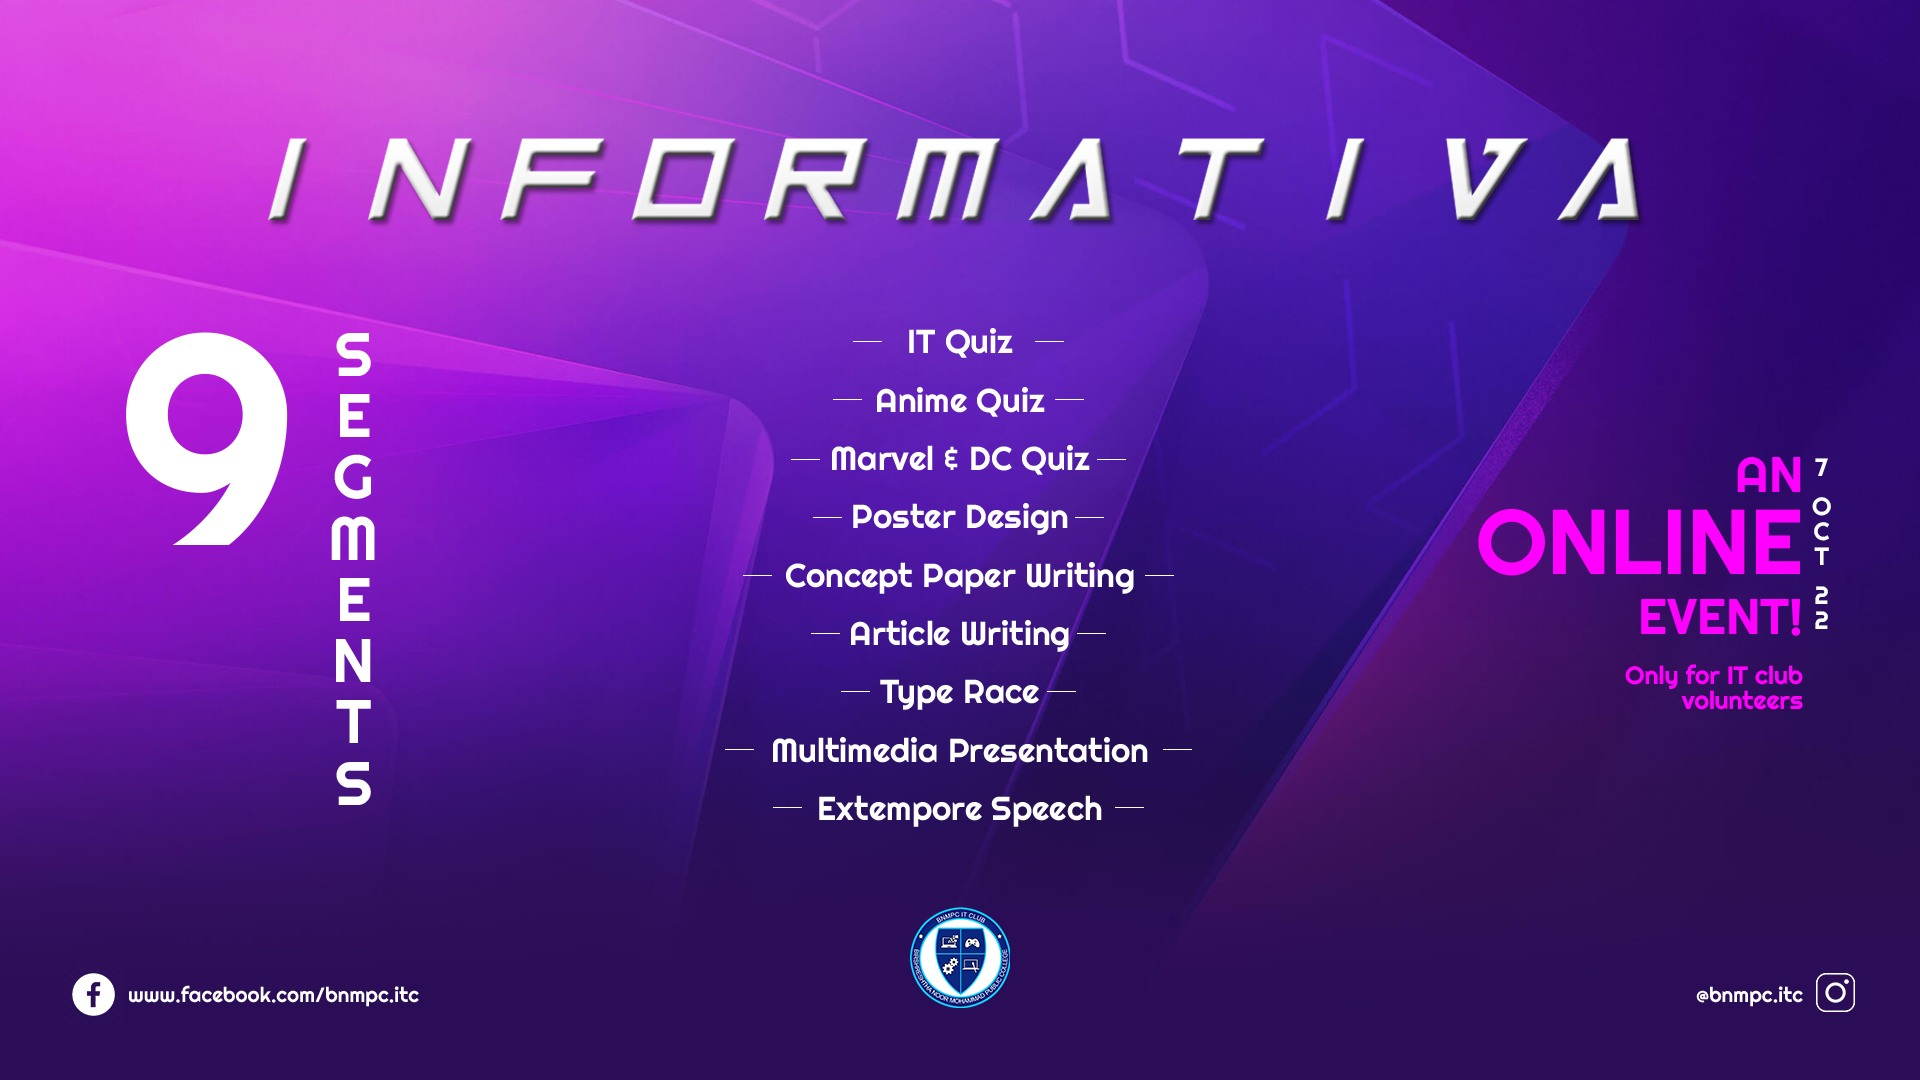 INFORMATIVA
9
SEGMENTS
IT Quiz
Anime Quiz
Marvel & DC Quiz
Poster Design
Concept Paper Writing
Article Writing
Type Race
Multimedia Presentation
Extempore Speech
AN
ONLINE
EVENT!
7 OCT 22
Only for IT club
volunteers
BNMPC IT CLUB
BIRSHRESHTHA NOOR MOHAMMAD PUBLIC COLLEGE
www.facebook.com/bnmpc.itc
@bnmpc.itc